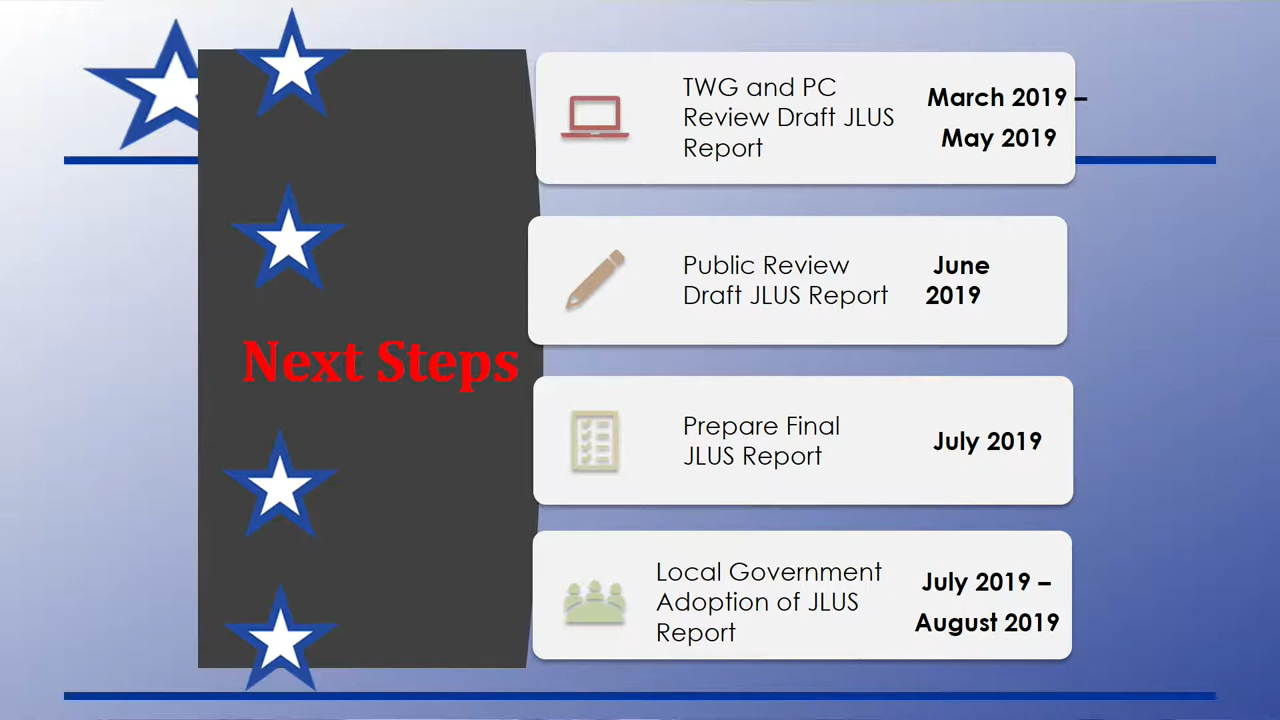 Next Steps
TWG and PC
Review Draft JLUS
Report
March 2019 –
May 2019
Public Review
Draft JLUS Report
June
2019
Prepare Final
JLUS Report
July 2019
Local Government
Adoption of JLUS
Report
July 2019 –
August 2019